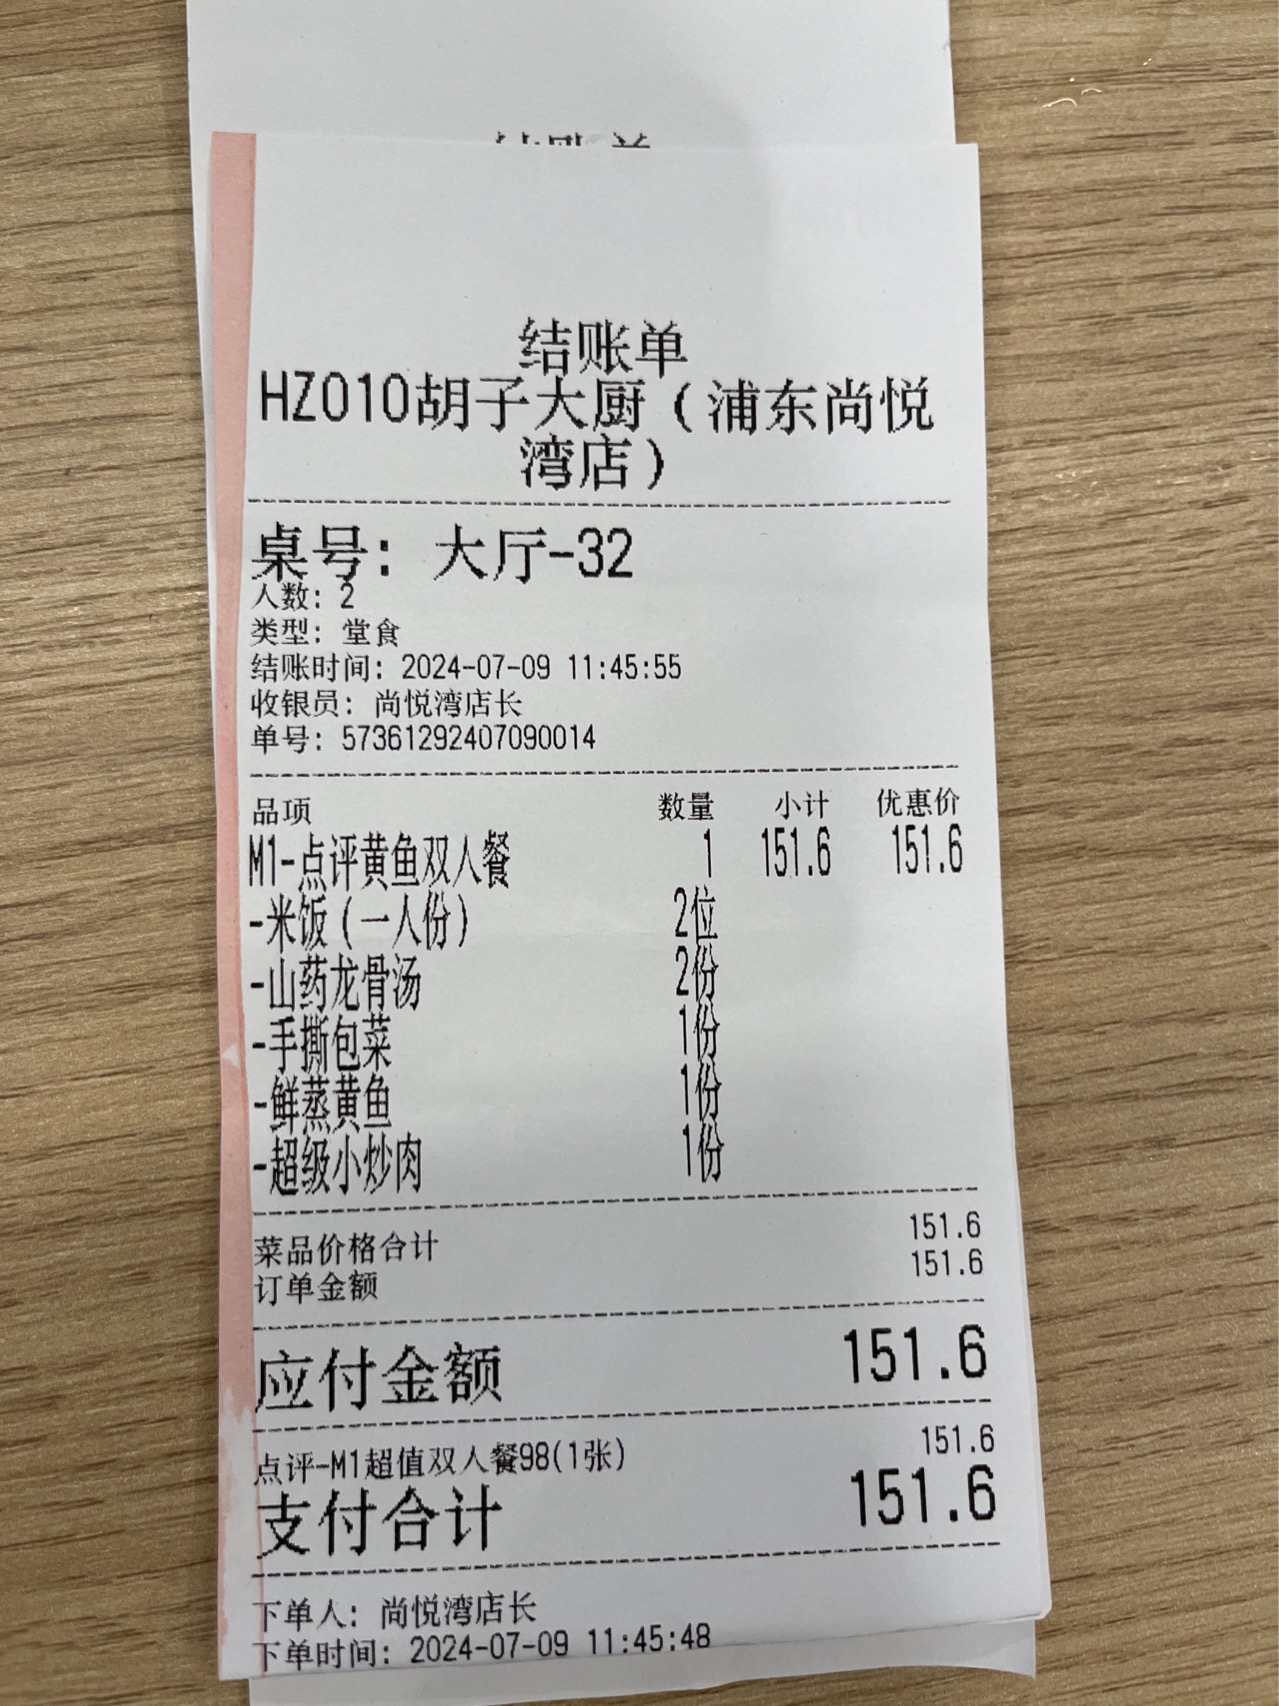 结账单
HZ010胡子大厨（浦东尚悦
湾店）
桌号：大厅-32
人数：2
类型：堂食
结账时间：2024-07-09 11:45:55
收银员：尚悦湾店长
单号：57361292407090014
品项 数量 小计 优惠价
M1-点评黄鱼双人餐 1 151.6 151.6
-米饭（一人份） 2位
-山药龙骨汤 2份
-手撕包菜 1份
-鲜蒸黄鱼 1份
-超级小炒肉 1份
菜品价格合计 151.6
订单金额 151.6
应付金额 151.6
点评-M1超值双人餐98(1张) 151.6
支付合计 151.6
下单人：尚悦湾店长
下单时间：2024-07-09 11:45:48